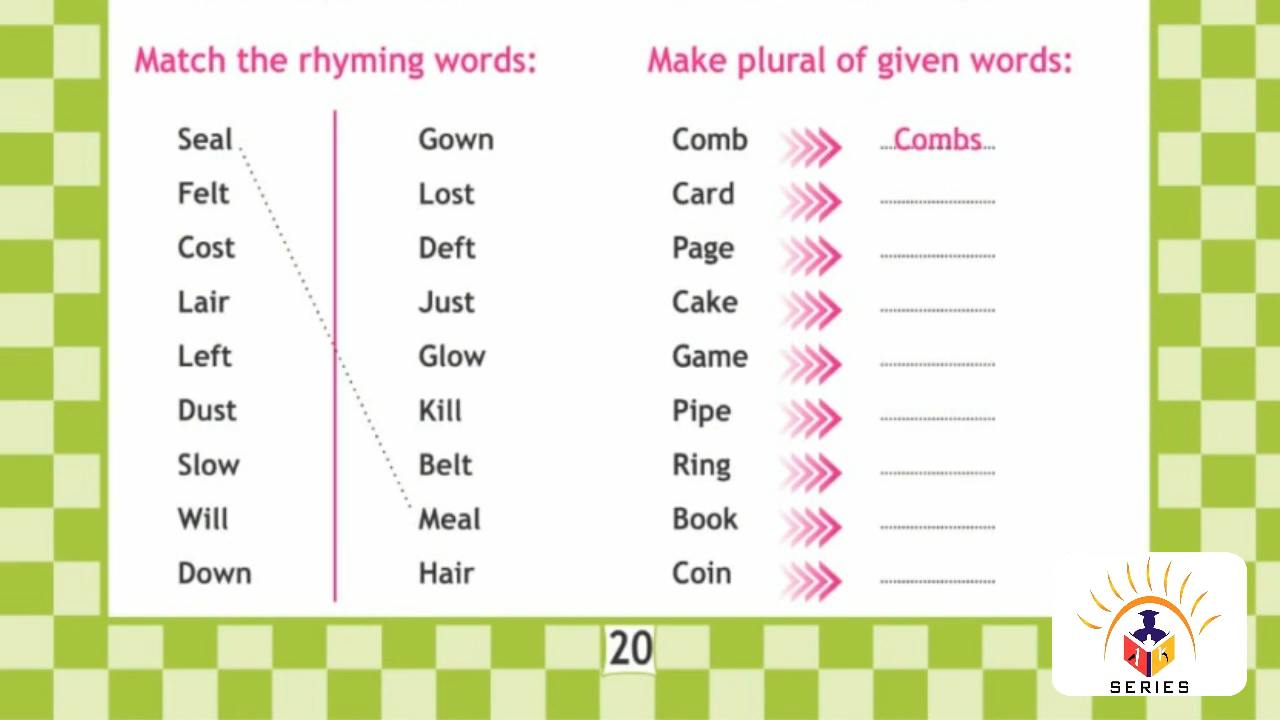 Match the rhyming words:
Seal Gown
Felt Lost
Cost Deft
Lair Just
Left Glow
Dust Kill
Slow Belt
Will Meal
Down Hair
Make plural of given words:
Comb Combs
Card
Page
Cake
Game
Pipe
Ring
Book
Coin
20
SERIES